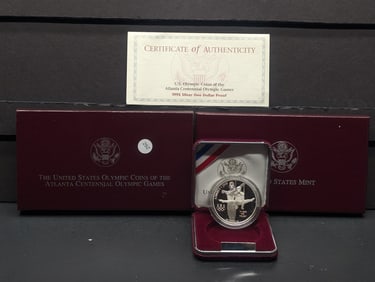 CERTIFICATE of AUTHENTICITY
U.S. Olympic Coins of the
Atlanta Centennial Olympic Games
1995 Silver One Dollar Proof
THE UNITED STATES OLYMPIC COINS OF THE
ATLANTA CENTENNIAL OLYMPIC GAMES
STATES MINT